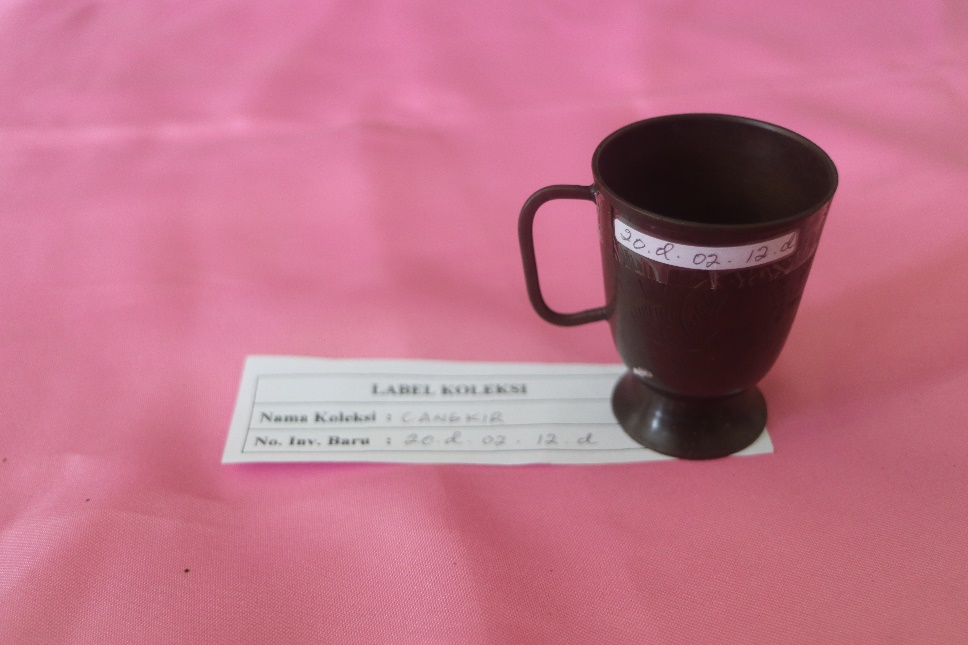 20.d.02.12.d
LABEL KOLEKSI
Nama Koleksi : CANGKIR
No. Inv. Baru : 20.d.02.12.d